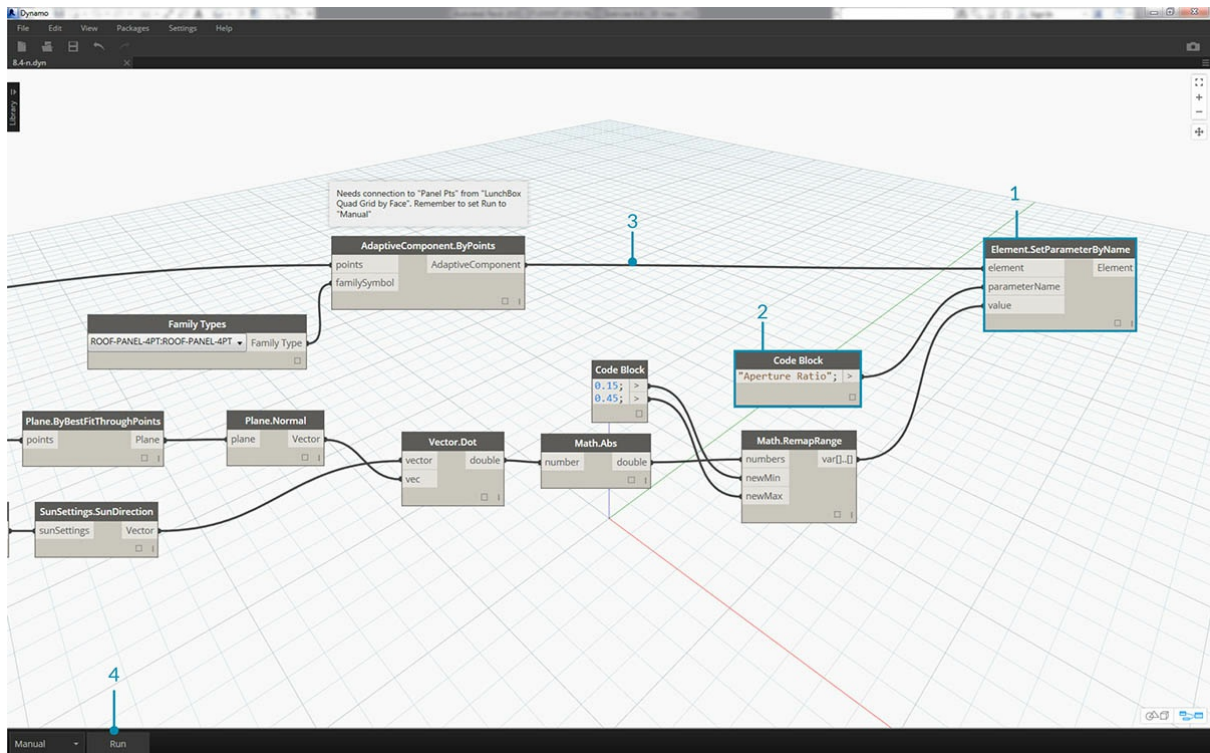 Dynamo
File Edit View Packages Settings Help
8.4-n.dyn
Library
1
Needs connection to "Panel Pts" from "LunchBox
Quad Grid by Face". Remember to set Run to
"Manual"
3
AdaptiveComponent.ByPoints
points AdaptiveComponent
familySymbol
Element.SetParameterByName
element Element
parameterName
value
Family Types
ROOF-PANEL-4PT:ROOF-PANEL-4PT Family Type
2
Code Block
"Aperture Ratio"; >
Code Block
0.15; >
0.45; >
Plane.ByBestFitThroughPoints
points Plane
Plane.Normal
plane Vector
Vector.Dot
vector double
vec
Math.Abs
number double
Math.RemapRange
numbers var[]..[]
newMin
newMax
SunSettings.SunDirection
sunSettings Vector
4
Manual Run